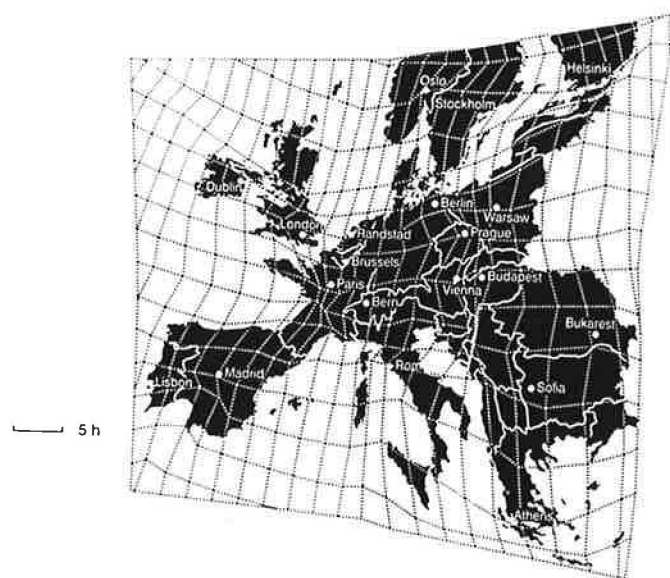 Oslo
Helsinki
Stockholm
Dublin
Berlin
Warsaw
London
Randstad
Prague
Brussels
Paris
Vienna
Budapest
Bern
Bukarest
Rom
Madrid
Lisbon
Sofia
5 h
Athens